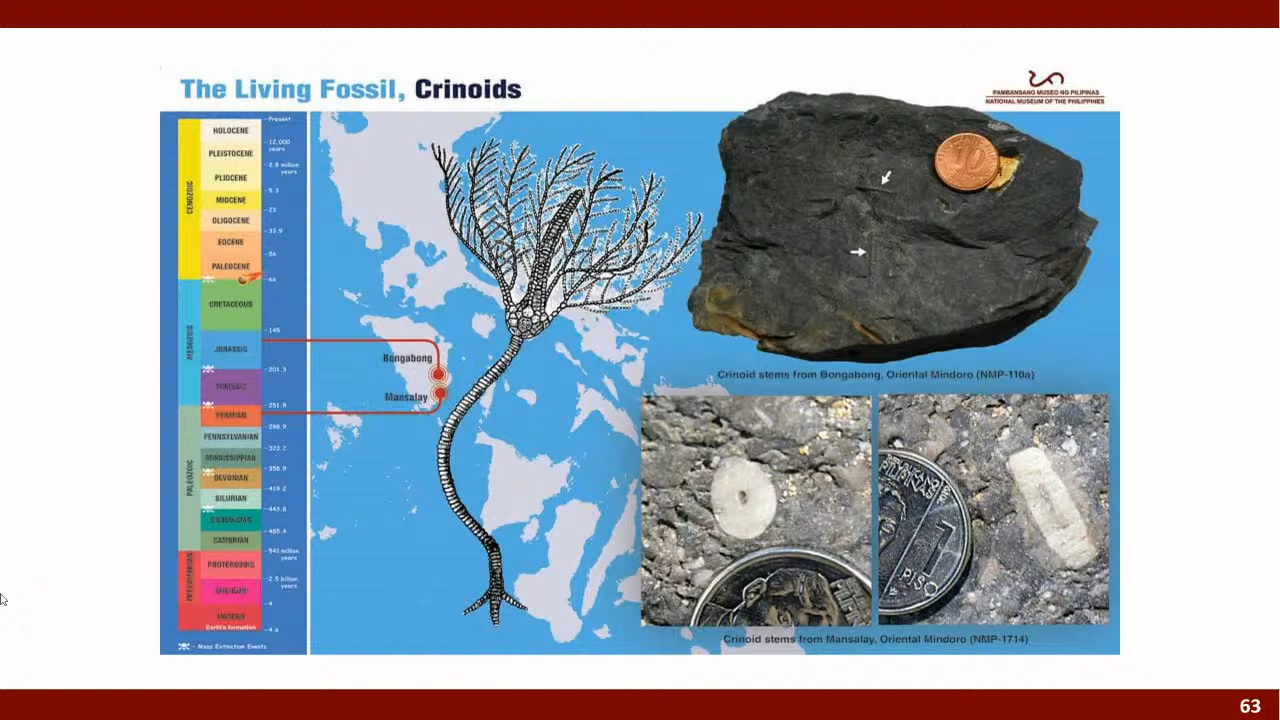 The Living Fossil, Crinoids
PAMBANSANG MUSEO NG PILIPINAS
NATIONAL MUSEUM OF THE PHILIPPINES
CENOZOIC
MESOZOIC
PALEOZOIC
PRECAMBRIAN
HOLOCENE
PLEISTOCENE
PLIOCENE
MIOCENE
OLIGOCENE
EOCENE
PALEOCENE
CRETACEOUS
JURASSIC
TRIASSIC
PERMIAN
PENNSYLVANIAN
MISSISSIPPIAN
DEVONIAN
SILURIAN
ORDOVICIAN
CAMBRIAN
PROTEROZOIC
ARCHEAN
HADEAN
Earth's formation
Present
12,000
years
2.8 million
years
5.3
23
33.9
56
66
145
201.3
251.9
298.9
323.2
358.9
419.2
443.8
485.4
541 million
years
2.5 billion
years
4
4.6
- Mass Extinction Events
Bongabong
Mansalay
Crinoid stems from Bongabong, Oriental Mindoro (NMP-110a)
PILIPINAS
1
PISO
Crinoid stems from Mansalay, Oriental Mindoro (NMP-1714)
63